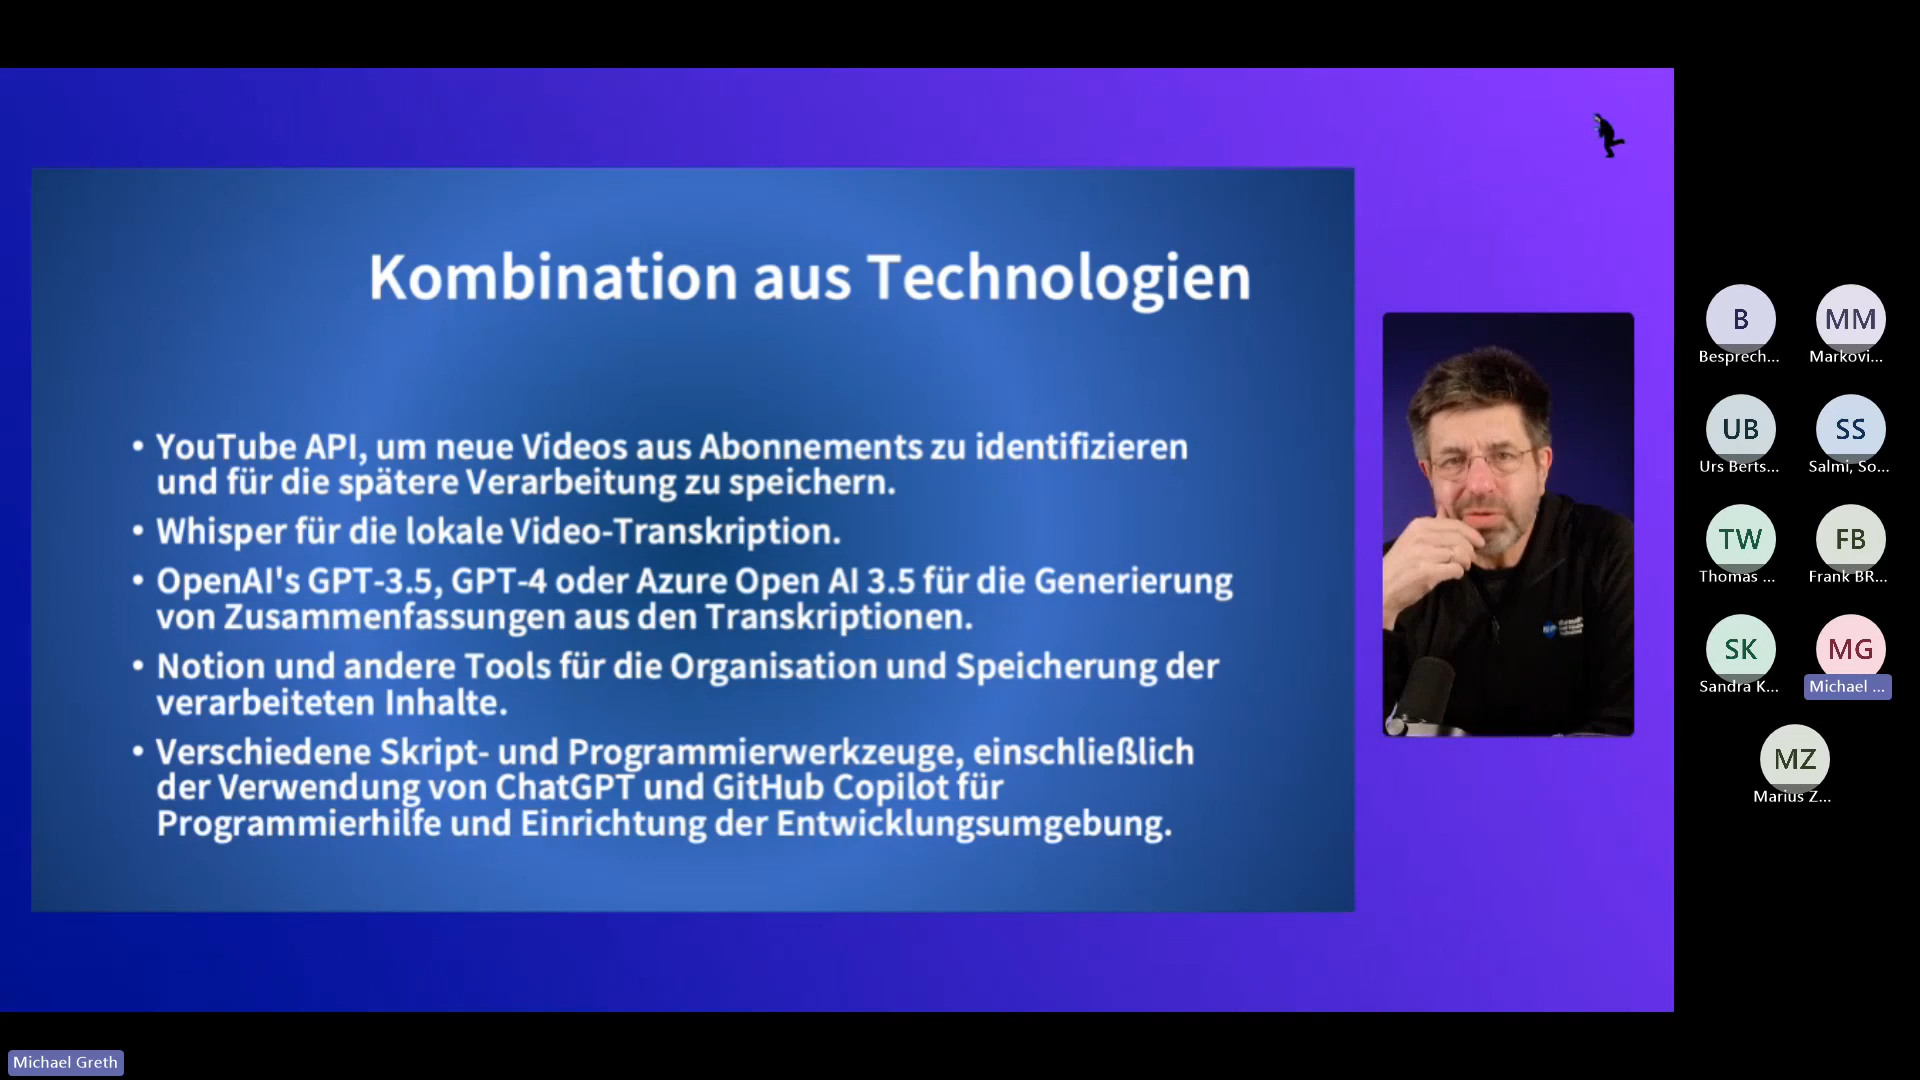 Kombination aus Technologien
• YouTube API, um neue Videos aus Abonnements zu identifizieren
und für die spätere Verarbeitung zu speichern.
• Whisper für die lokale Video-Transkription.
• OpenAI's GPT-3.5, GPT-4 oder Azure Open AI 3.5 für die Generierung
von Zusammenfassungen aus den Transkriptionen.
• Notion und andere Tools für die Organisation und Speicherung der
verarbeiteten Inhalte.
• Verschiedene Skript- und Programmierwerkzeuge, einschließlich
der Verwendung von ChatGPT und GitHub Copilot für
Programmierhilfe und Einrichtung der Entwicklungsumgebung.
B
Besprech...
MM
Markovi...
UB
Urs Berts...
SS
Salmi, So...
TW
Thomas ...
FB
Frank BR...
SK
Sandra K...
MG
Michael ...
MZ
Marius Z...
Michael Greth